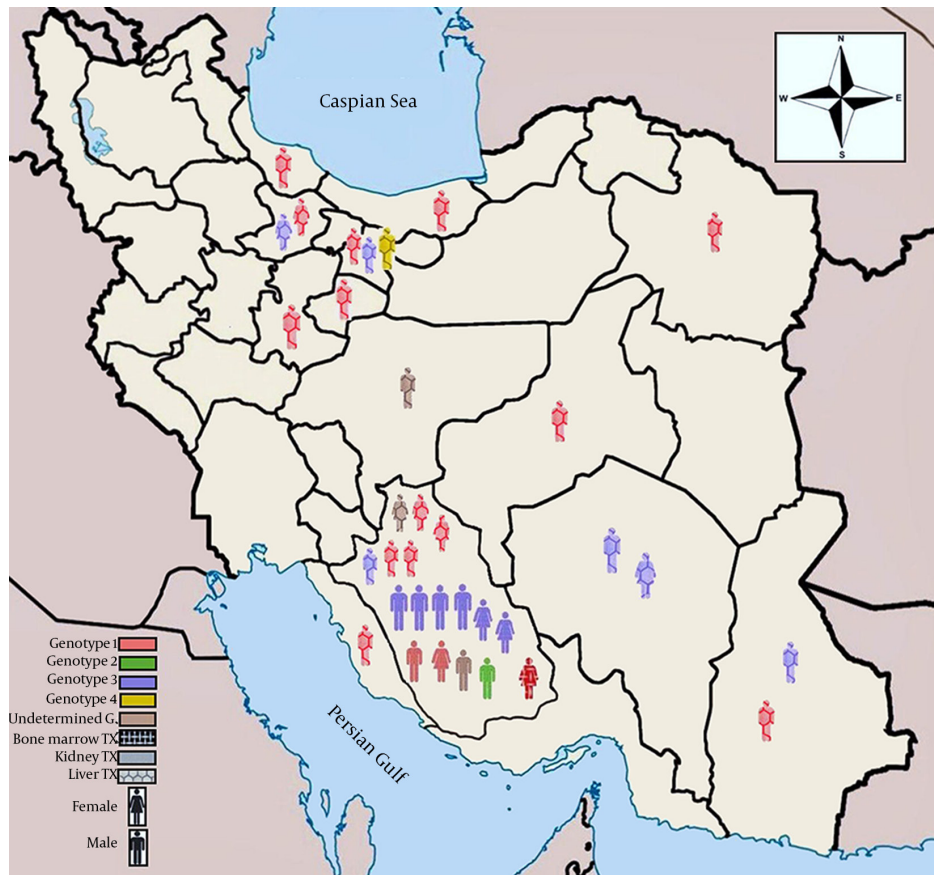 Caspian Sea
N
W
E
S
Persian Gulf
Genotype 1
Genotype 2
Genotype 3
Genotype 4
Undetermined G.
Bone marrow TX
Kidney TX
Liver TX
Female
Male